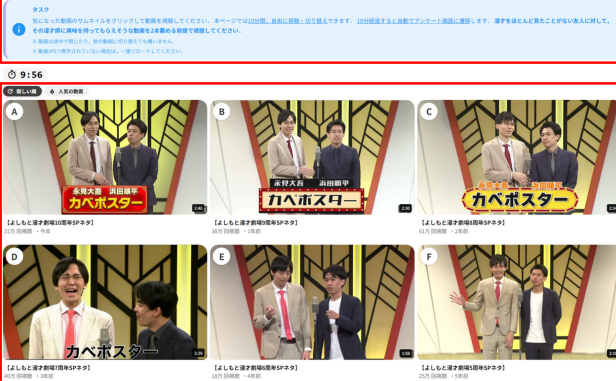 タスク
気になった動画のサムネイルをクリックして動画を視聴してください。本ページでは10分間、自由に視聴・切り替えできます。10分経過すると自動でアンケート画面に遷移します。漫才をほとんど見たことがない友人に対して、
その漫才師に興味を持ってもらえそうな動画を2本薦める前提で視聴してください。
※ 動画は途中で閉じたり、他の動画に切り替えても構いません。
※ 動画が6つ表示されていない場合は、一度リロードしてください。
9:56
新しい順 人気の動画
A B C
永見大吾 浜田順平 永見大吾 浜田順平 永見大吾 浜田順平
カベポスター カベポスター カベポスター
2:40 2:30
【よしもと漫才劇場10周年SPネタ】 【よしもと漫才劇場9周年SPネタ】 【よしもと漫才劇場8周年SPネタ】
22万 回視聴 ・今年 38万 回視聴 ・1年前 61万 回視聴 ・2年前
D E F
カベポスター
2:29 1:58
【よしもと漫才劇場7周年SPネタ】 【よしもと漫才劇場6周年SPネタ】 【よしもと漫才劇場5周年SPネタ】
40万 回視聴 ・3年前 18万 回視聴 ・4年前 25万 回視聴 ・5年前